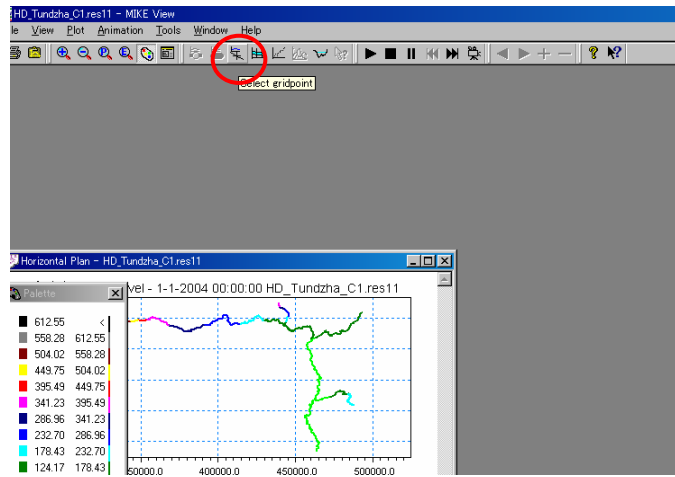 HD_Tundzha_C1.res11 - MIKE View
le View Plot Animation Tools Window Help
Select gridpoint
Horizontal Plan - HD_Tundzha_C1.res11
Palette
vel - 1-1-2004 00:00:00 HD_Tundzha_C1.res11
612.55 <
558.28 612.55
504.02 558.28
449.75 504.02
395.49 449.75
341.23 395.49
286.96 341.23
232.70 286.96
178.43 232.70
124.17 178.43
50000.0 400000.0 450000.0 500000.0